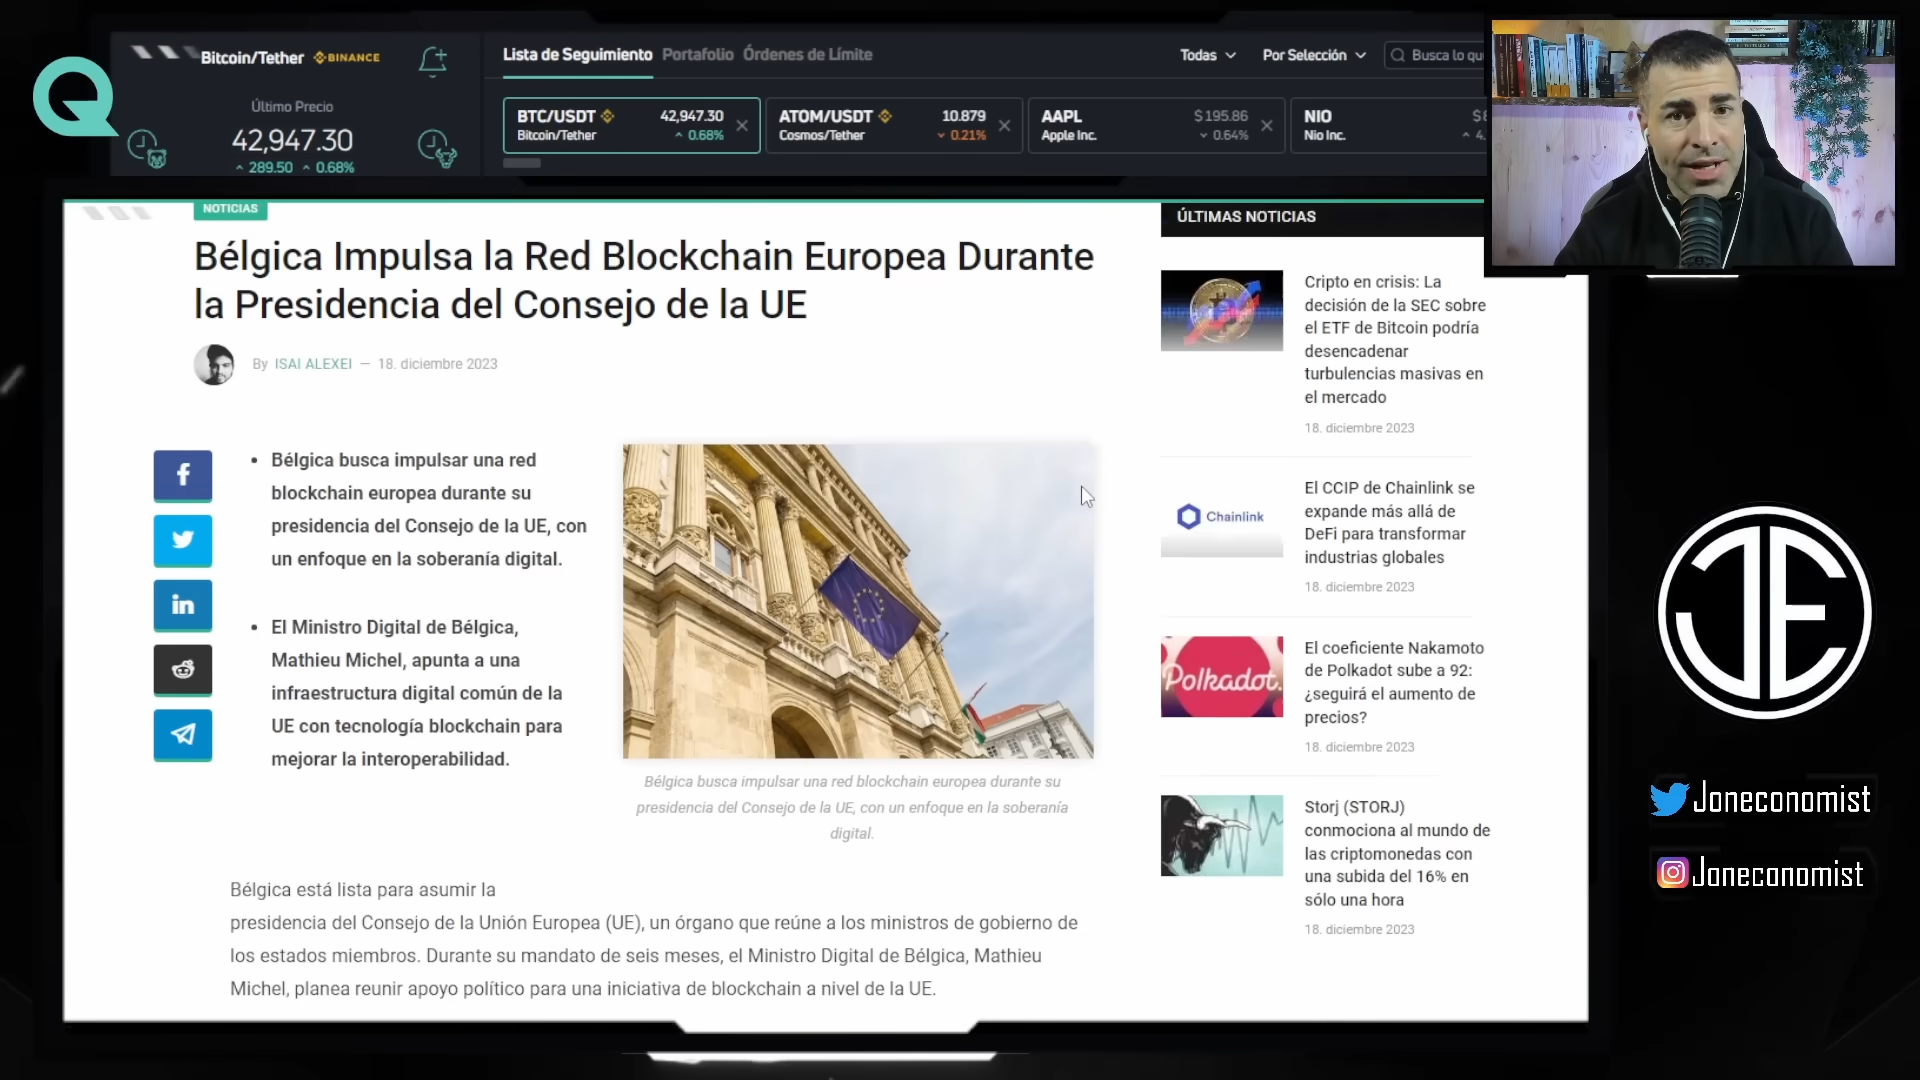 Bitcoin/Tether BINANCE
Último Precio
42,947.30
289.50 0.68%
Lista de Seguimiento Portafolio Órdenes de Límite
Todas Por Selección Busca lo qu
BTC/USDT 42,947.30
Bitcoin/Tether 0.68%
ATOM/USDT 10.879
Cosmos/Tether 0.21%
AAPL $195.86
Apple Inc. 0.64%
NIO $
Nio Inc. 4.
NOTICIAS
Bélgica Impulsa la Red Blockchain Europea Durante
la Presidencia del Consejo de la UE
By ISAI ALEXEI — 18. diciembre 2023
• Bélgica busca impulsar una red
blockchain europea durante su
presidencia del Consejo de la UE, con
un enfoque en la soberanía digital.
• El Ministro Digital de Bélgica,
Mathieu Michel, apunta a una
infraestructura digital común de la
UE con tecnología blockchain para
mejorar la interoperabilidad.
Bélgica busca impulsar una red blockchain europea durante su
presidencia del Consejo de la UE, con un enfoque en la soberanía
digital.
Bélgica está lista para asumir la
presidencia del Consejo de la Unión Europea (UE), un órgano que reúne a los ministros de gobierno de
los estados miembros. Durante su mandato de seis meses, el Ministro Digital de Bélgica, Mathieu
Michel, planea reunir apoyo político para una iniciativa de blockchain a nivel de la UE.
ÚLTIMAS NOTICIAS
Cripto en crisis: La
decisión de la SEC sobre
el ETF de Bitcoin podría
desencadenar
turbulencias masivas en
el mercado
18. diciembre 2023
Chainlink
El CCIP de Chainlink se
expande más allá de
DeFi para transformar
industrias globales
18. diciembre 2023
Polkadot.
El coeficiente Nakamoto
de Polkadot sube a 92:
¿seguirá el aumento de
precios?
18. diciembre 2023
Storj (STORJ)
conmociona al mundo de
las criptomonedas con
una subida del 16% en
sólo una hora
18. diciembre 2023
JE
Joneconomist
Joneconomist